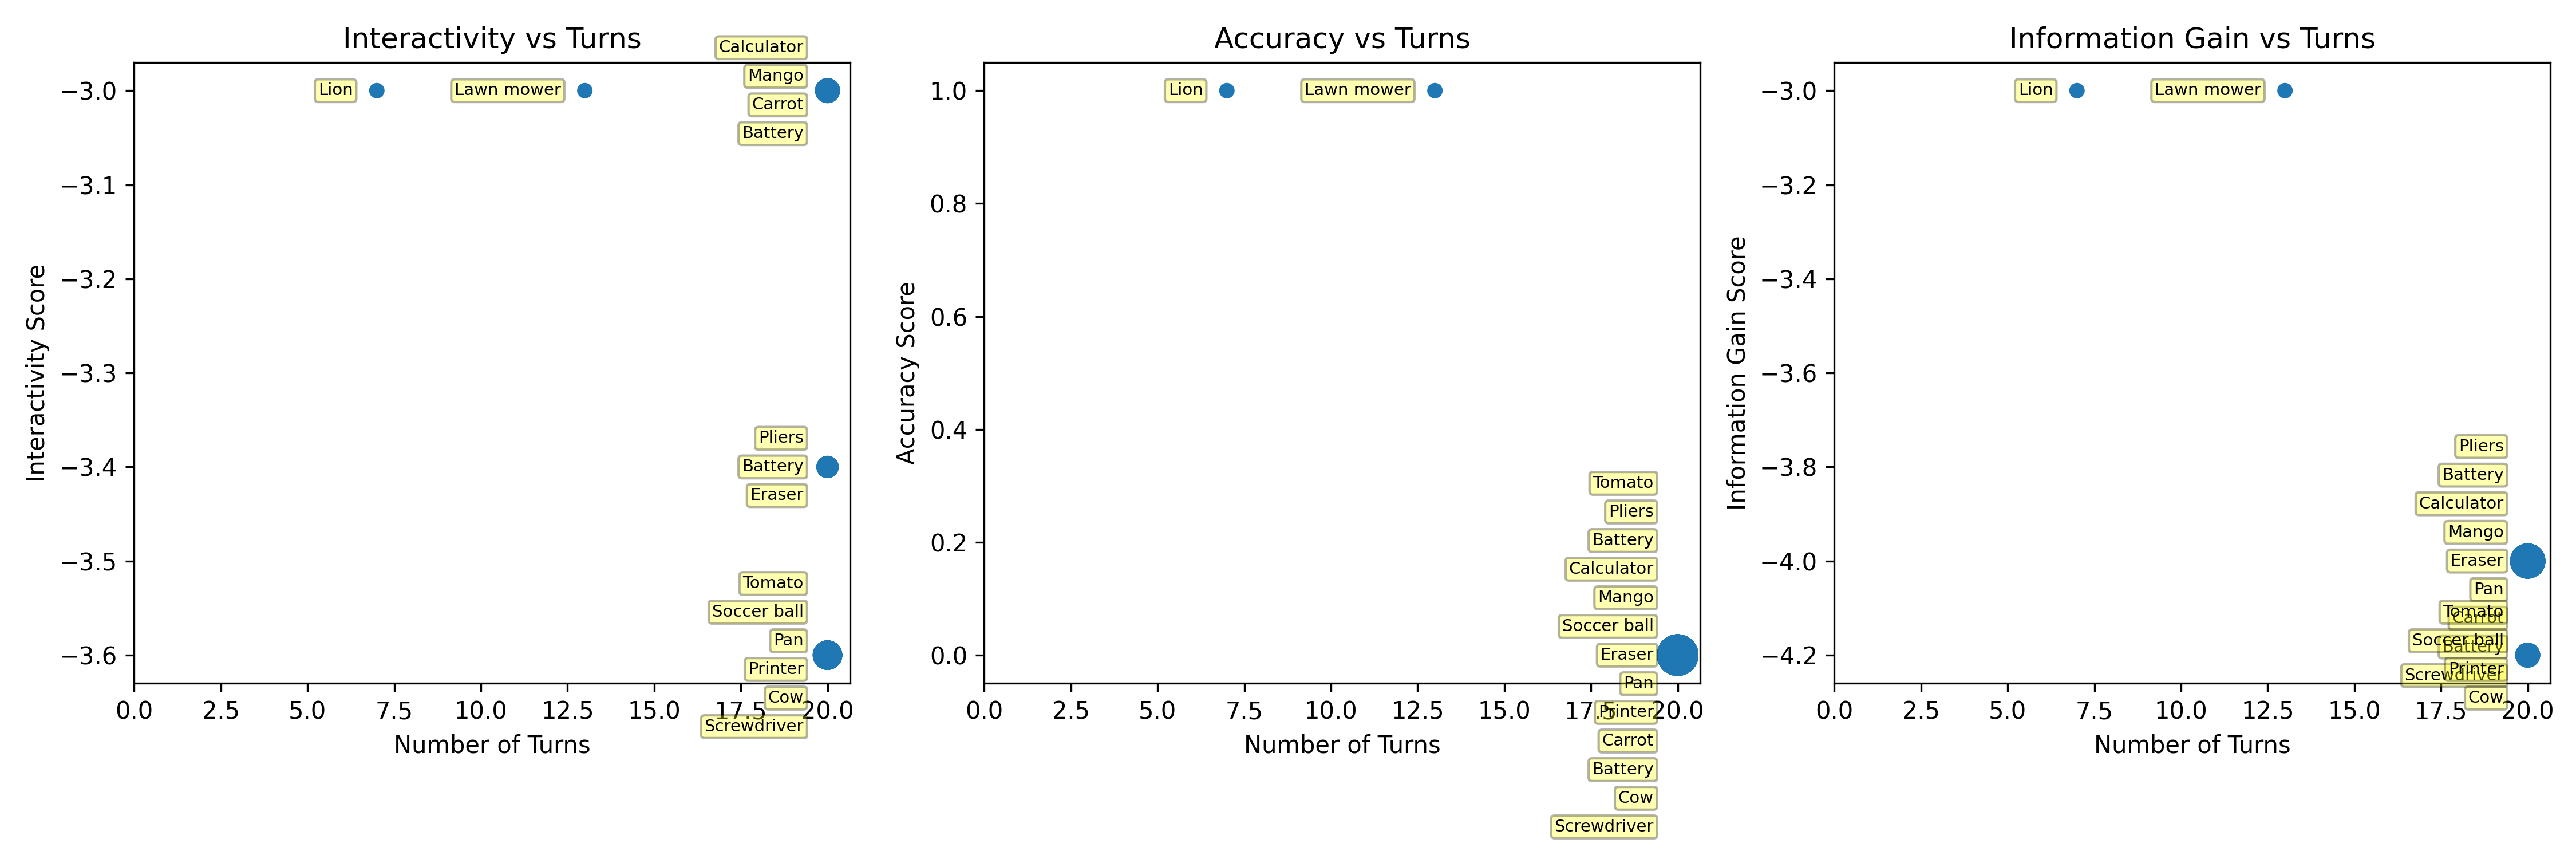 Interactivity vs Turns
Calculator
Mango
Carrot
Battery
Lion
Lawn mower
Pliers
Battery
Eraser
Tomato
Soccer ball
Pan
Printer
Cow
Screwdriver
−3.0
−3.1
−3.2
−3.3
−3.4
−3.5
−3.6
Interactivity Score
0.0 2.5 5.0 7.5 10.0 12.5 15.0 17.5 20.0
Number of Turns
Accuracy vs Turns
Lion
Lawn mower
Tomato
Pliers
Battery
Calculator
Mango
Soccer ball
Eraser
Pan
Printer
Carrot
Battery
Cow
Screwdriver
1.0
0.8
0.6
0.4
0.2
0.0
Accuracy Score
0.0 2.5 5.0 7.5 10.0 12.5 15.0 17.5 20.0
Number of Turns
Information Gain vs Turns
Lion
Lawn mower
Pliers
Battery
Calculator
Mango
Eraser
Pan
Tomato
Carrot
Soccer ball
Battery
Printer
Screwdriver
Cow
−3.0
−3.2
−3.4
−3.6
−3.8
−4.0
−4.2
Information Gain Score
0.0 2.5 5.0 7.5 10.0 12.5 15.0 17.5 20.0
Number of Turns